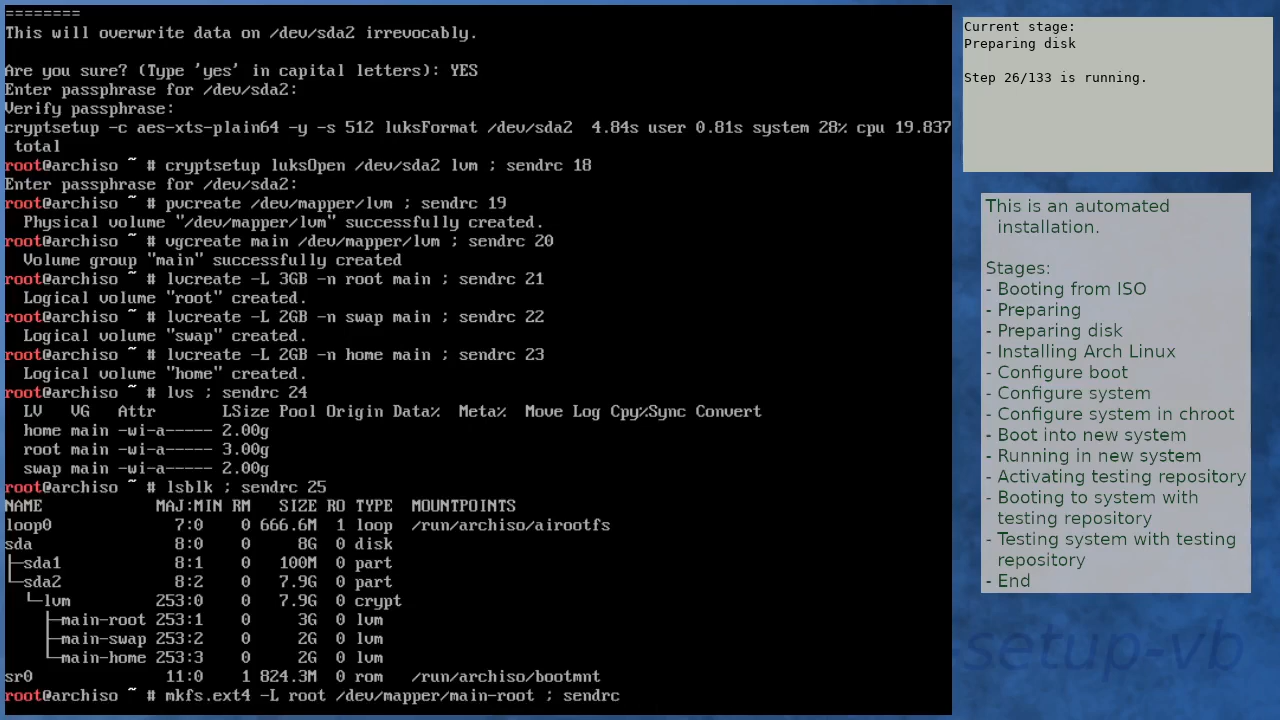 ========
This will overwrite data on /dev/sda2 irrevocably.
Are you sure? (Type 'yes' in capital letters): YES
Enter passphrase for /dev/sda2:
Verify passphrase:
cryptsetup -c aes-xts-plain64 -y -s 512 luksFormat /dev/sda2  4.84s user 0.81s system 28% cpu 19.837
 total
root@archiso ~ # cryptsetup luksOpen /dev/sda2 lvm ; sendrc 18
Enter passphrase for /dev/sda2:
root@archiso ~ # pvcreate /dev/mapper/lvm ; sendrc 19
  Physical volume "/dev/mapper/lvm" successfully created.
root@archiso ~ # vgcreate main /dev/mapper/lvm ; sendrc 20
  Volume group "main" successfully created
root@archiso ~ # lvcreate -L 3GB -n root main ; sendrc 21
  Logical volume "root" created.
root@archiso ~ # lvcreate -L 2GB -n swap main ; sendrc 22
  Logical volume "swap" created.
root@archiso ~ # lvcreate -L 2GB -n home main ; sendrc 23
  Logical volume "home" created.
root@archiso ~ # lvs ; sendrc 24
  LV   VG   Attr       LSize Pool Origin Data%  Meta%  Move Log Cpy%Sync Convert
  home main -wi-a----- 2.00g
  root main -wi-a----- 3.00g
  swap main -wi-a----- 2.00g
root@archiso ~ # lsblk ; sendrc 25
NAME            MAJ:MIN RM   SIZE RO TYPE  MOUNTPOINTS
loop0             7:0    0 666.6M  1 loop  /run/archiso/airootfs
sda               8:0    0     8G  0 disk
├─sda1            8:1    0   100M  0 part
└─sda2            8:2    0   7.9G  0 part
  └─lvm         253:0    0   7.9G  0 crypt
    ├─main-root 253:1    0     3G  0 lvm
    ├─main-swap 253:2    0     2G  0 lvm
    └─main-home 253:3    0     2G  0 lvm
sr0              11:0    1 824.3M  0 rom   /run/archiso/bootmnt
root@archiso ~ # mkfs.ext4 -L root /dev/mapper/main-root ; sendrc
Current stage:
Preparing disk
Step 26/133 is running.
This is an automated
installation.
Stages:
- Booting from ISO
- Preparing
- Preparing disk
- Installing Arch Linux
- Configure boot
- Configure system
- Configure system in chroot
- Boot into new system
- Running in new system
- Activating testing repository
- Booting to system with
testing repository
- Testing system with testing
repository
- End
setup-vb